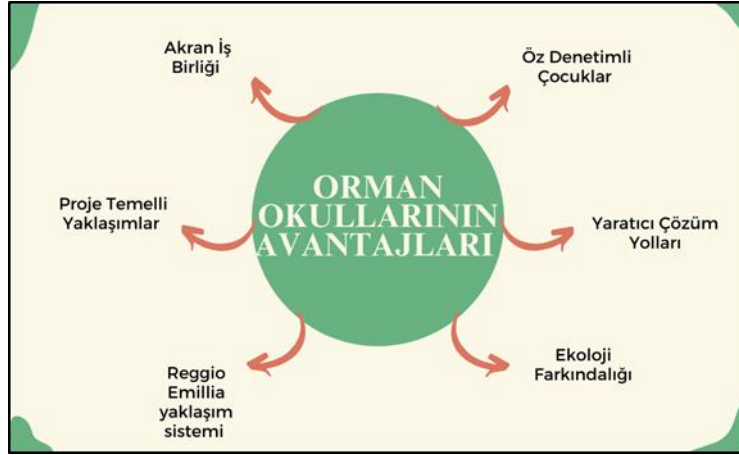 Akran İş
Birliği
Öz Denetimli
Çocuklar
ORMAN
OKULLARININ
AVANTAJLARI
Proje Temelli
Yaklaşımlar
Yaratıcı Çözüm
Yolları
Reggio
Emillia
yaklaşım
sistemi
Ekoloji
Farkındalığı